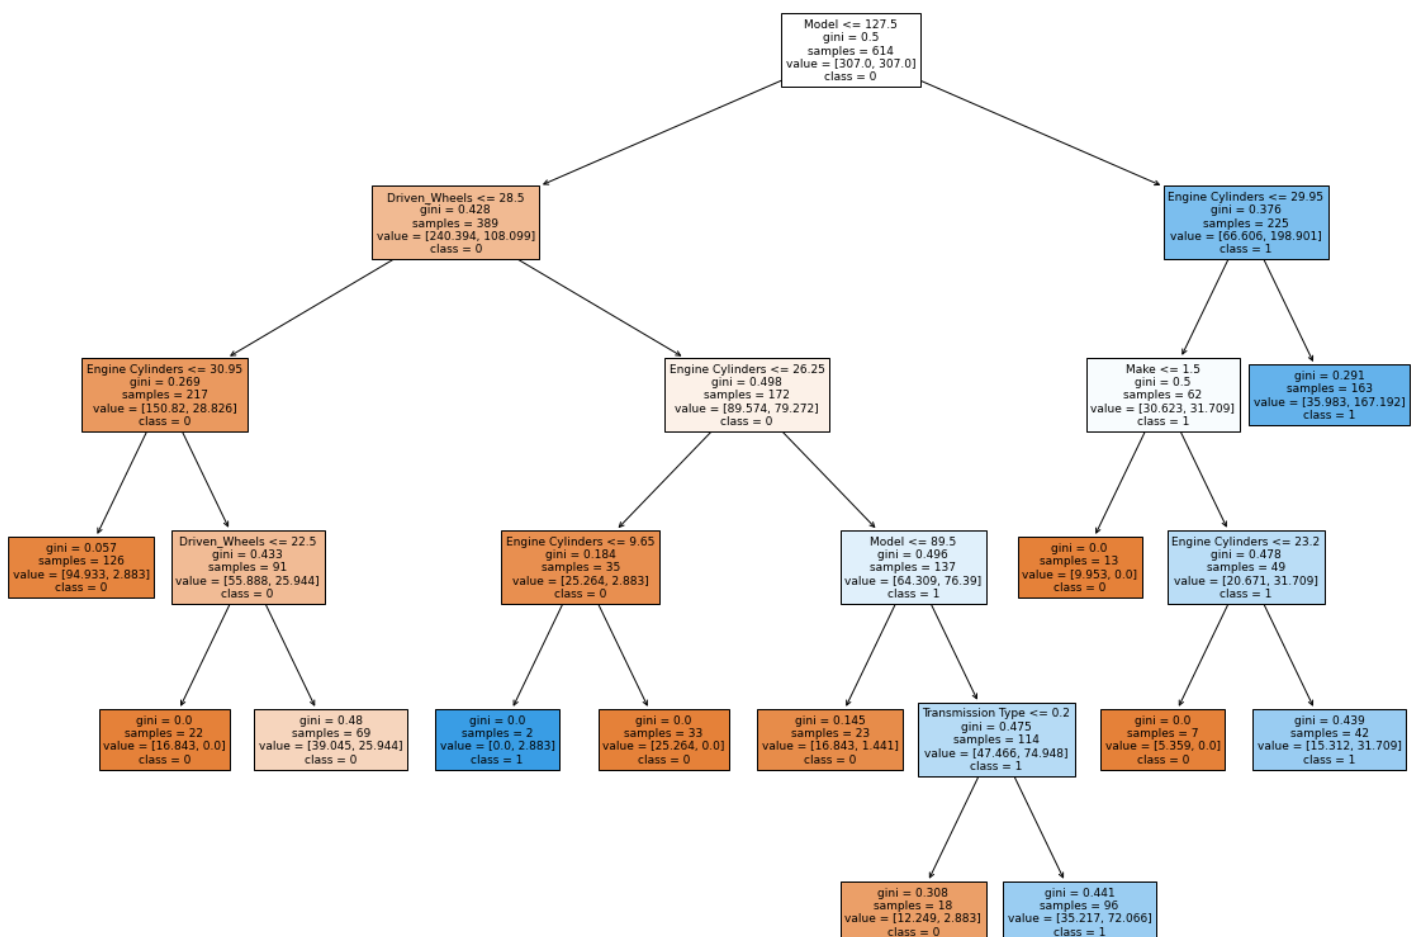 Model <= 127.5
gini = 0.5
samples = 614
value = [307.0, 307.0]
class = 0
Driven_Wheels <= 28.5
gini = 0.428
samples = 389
value = [240.394, 108.099]
class = 0
Engine Cylinders <= 29.95
gini = 0.376
samples = 225
value = [66.606, 198.901]
class = 1
Engine Cylinders <= 30.95
gini = 0.269
samples = 217
value = [150.82, 28.826]
class = 0
Engine Cylinders <= 26.25
gini = 0.498
samples = 172
value = [89.574, 79.272]
class = 0
Make <= 1.5
gini = 0.5
samples = 62
value = [30.623, 31.709]
class = 1
gini = 0.291
samples = 163
value = [35.983, 167.192]
class = 1
gini = 0.057
samples = 126
value = [94.933, 2.883]
class = 0
Driven_Wheels <= 22.5
gini = 0.433
samples = 91
value = [55.888, 25.944]
class = 0
Engine Cylinders <= 9.65
gini = 0.184
samples = 35
value = [25.264, 2.883]
class = 0
Model <= 89.5
gini = 0.496
samples = 137
value = [64.309, 76.39]
class = 1
gini = 0.0
samples = 13
value = [9.953, 0.0]
class = 0
Engine Cylinders <= 23.2
gini = 0.478
samples = 49
value = [20.671, 31.709]
class = 1
gini = 0.0
samples = 22
value = [16.843, 0.0]
class = 0
gini = 0.48
samples = 69
value = [39.045, 25.944]
class = 0
gini = 0.0
samples = 2
value = [0.0, 2.883]
class = 1
gini = 0.0
samples = 33
value = [25.264, 0.0]
class = 0
gini = 0.145
samples = 23
value = [16.843, 1.441]
class = 0
Transmission Type <= 0.2
gini = 0.475
samples = 114
value = [47.466, 74.948]
class = 1
gini = 0.0
samples = 7
value = [5.359, 0.0]
class = 0
gini = 0.439
samples = 42
value = [15.312, 31.709]
class = 1
gini = 0.308
samples = 18
value = [12.249, 2.883]
class = 0
gini = 0.441
samples = 96
value = [35.217, 72.066]
class = 1